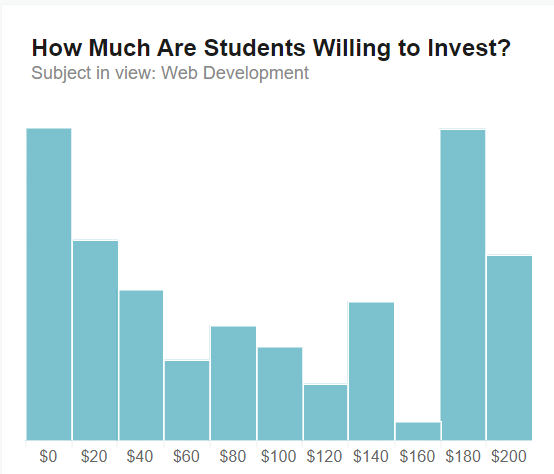 How Much Are Students Willing to Invest?
Subject in view: Web Development
$0 $20 $40 $60 $80 $100 $120 $140 $160 $180 $200